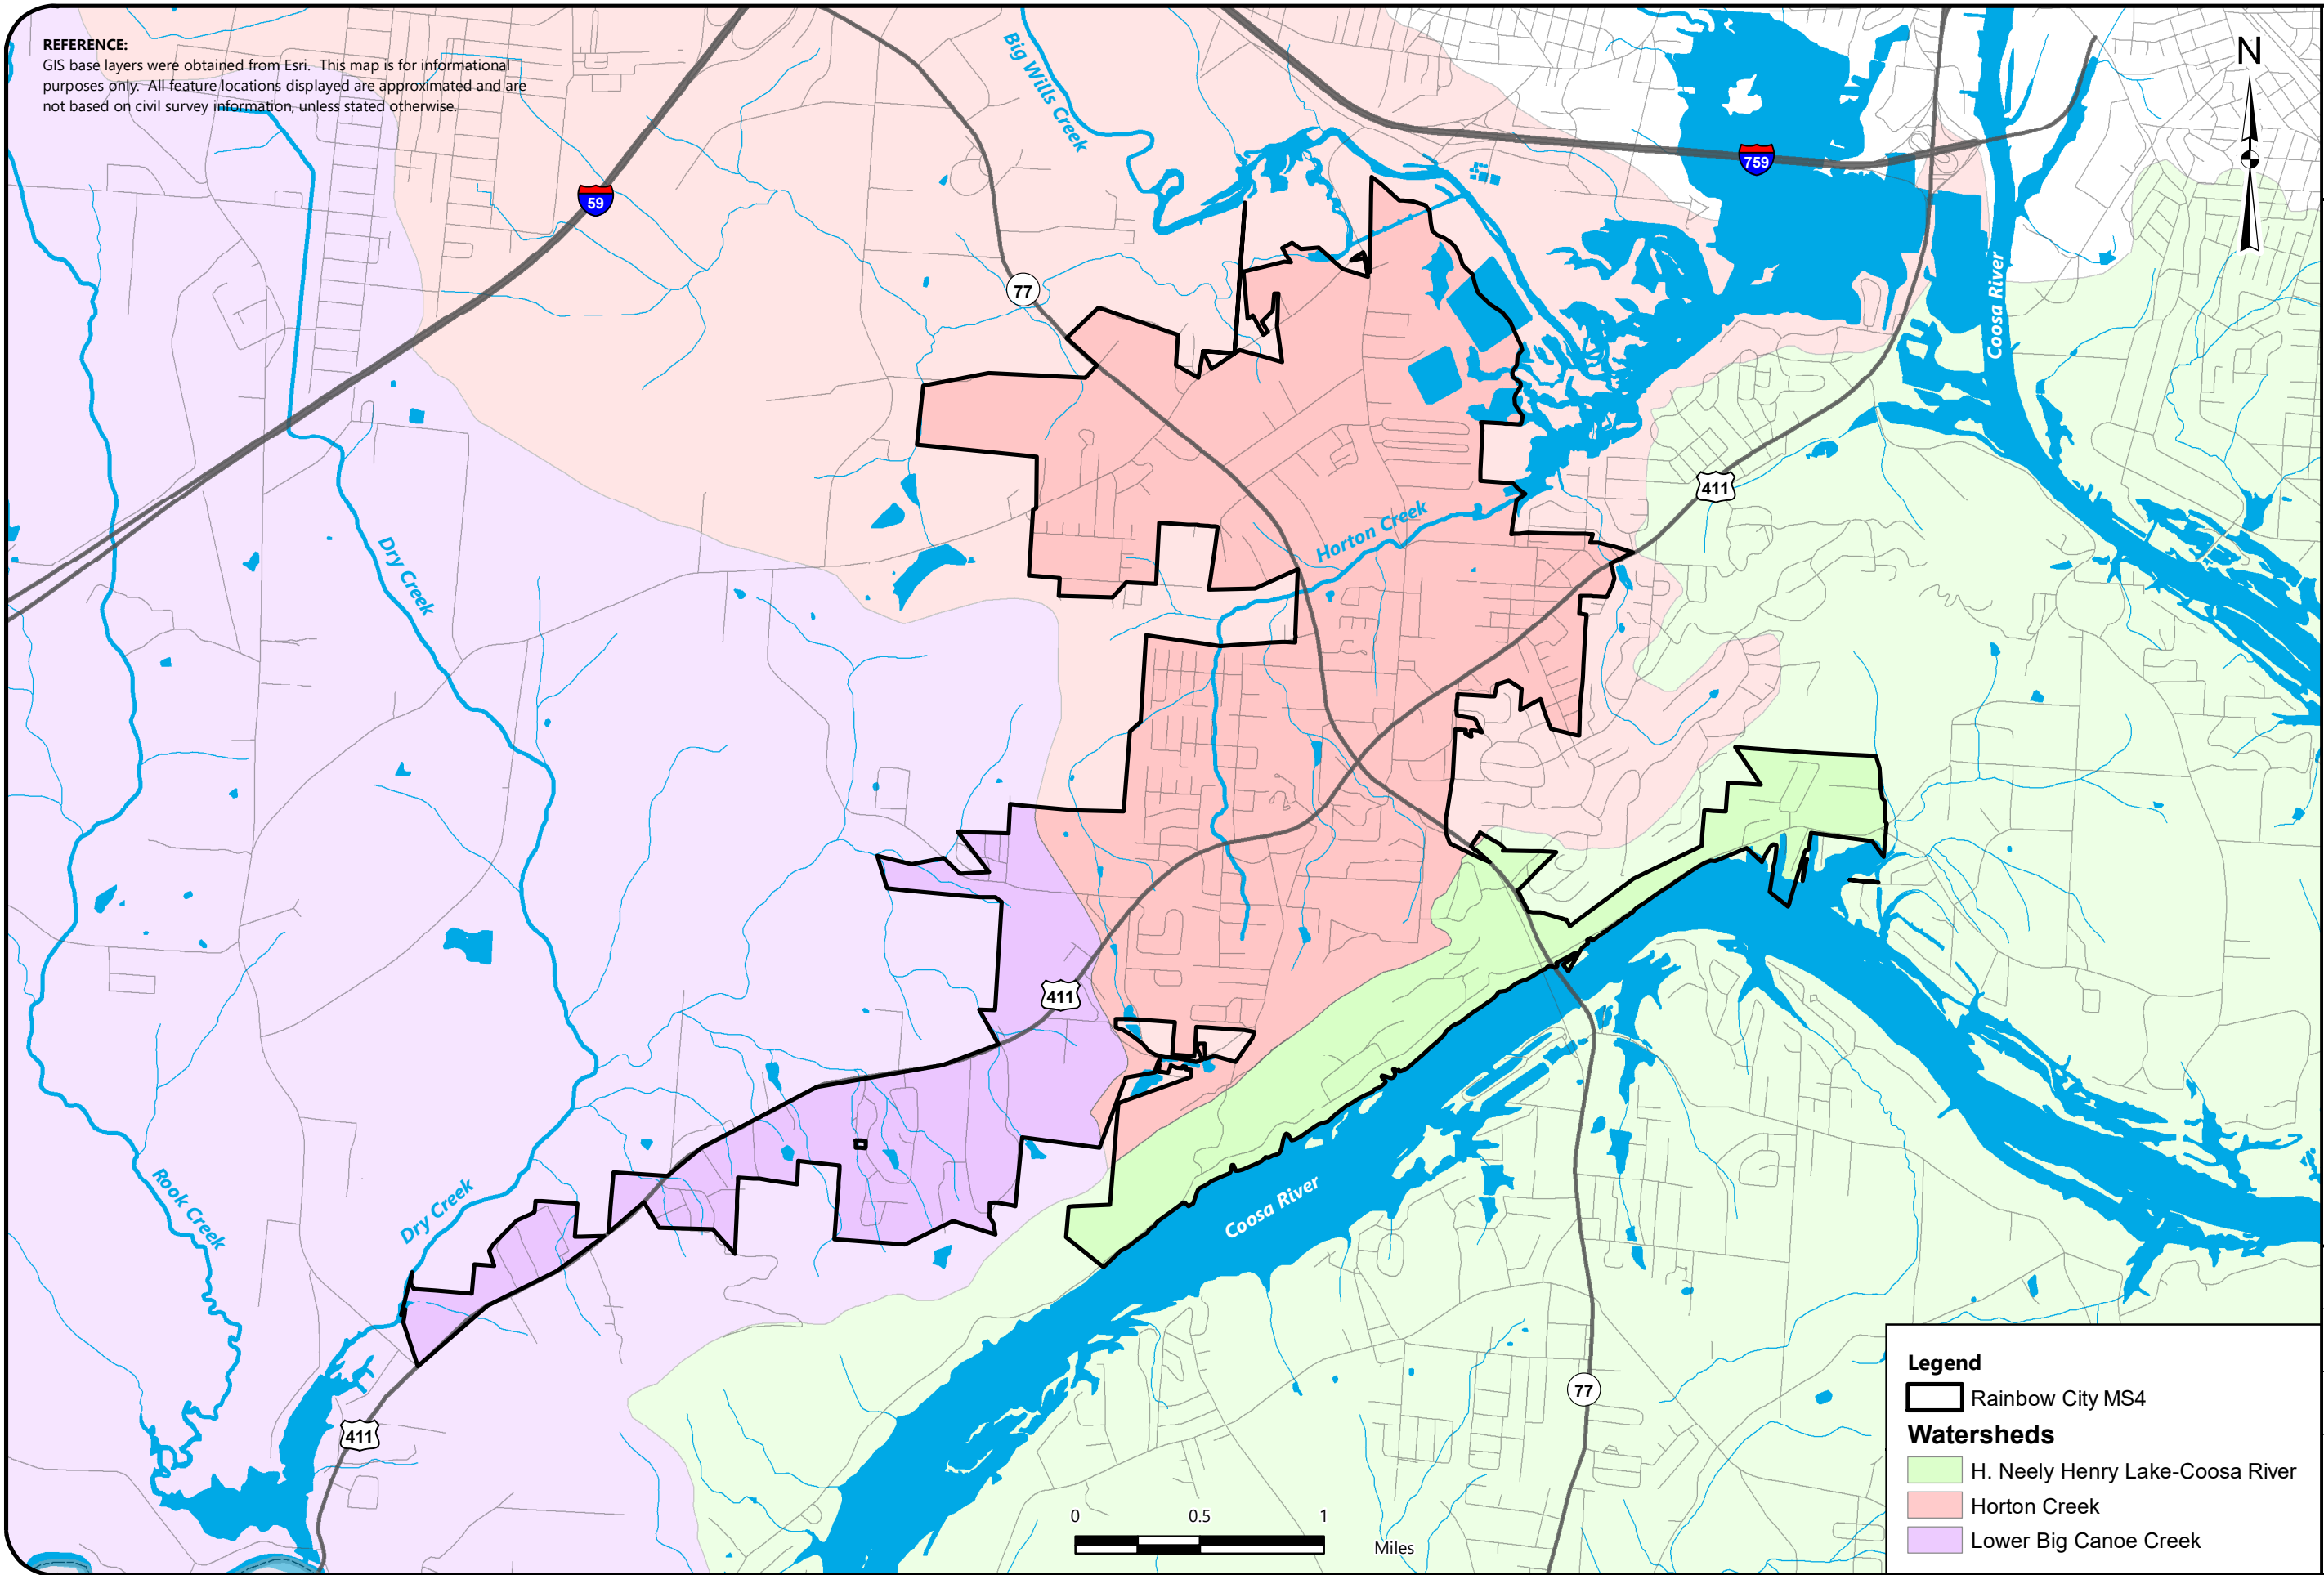 REFERENCE:
GIS base layers were obtained from Esri. This map is for informational
purposes only. All feature locations displayed are approximated and are
not based on civil survey information, unless stated otherwise.
N
Big Wills Creek
759
59
77
Coosa River
411
Horton Creek
Dry Creek
411
Rook Creek
Dry Creek
Coosa River
77
411
0 0.5 1
Miles
Legend
Rainbow City MS4
Watersheds
H. Neely Henry Lake-Coosa River
Horton Creek
Lower Big Canoe Creek